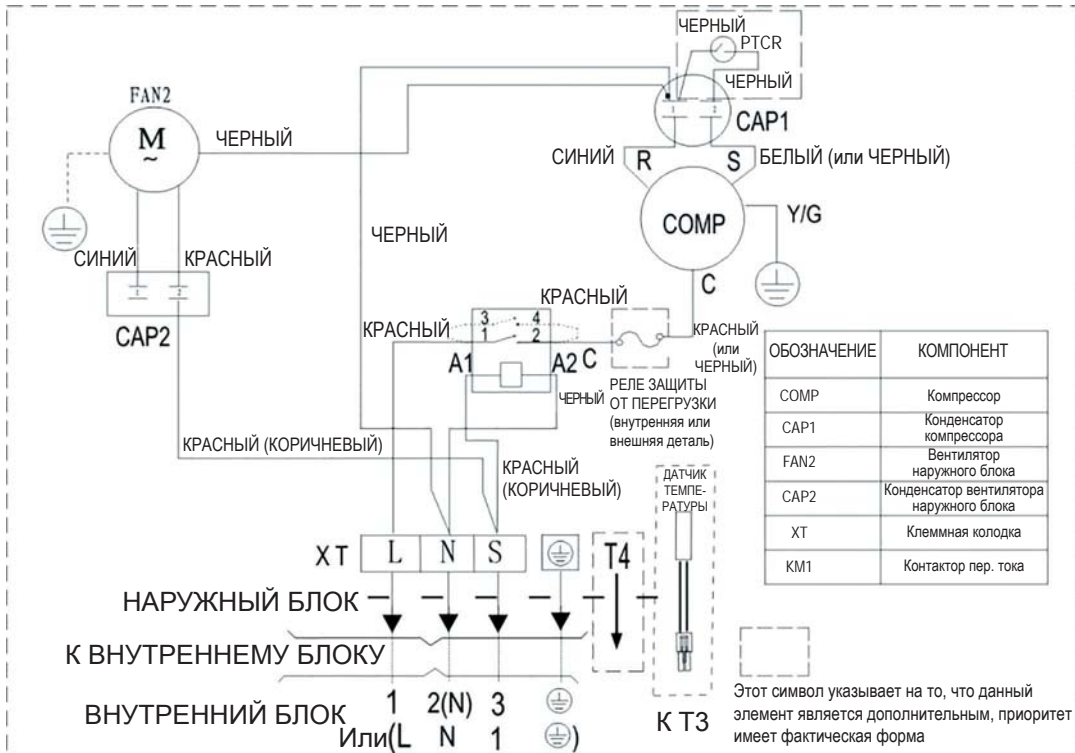 ЧЕРНЫЙ
PTCR
ЧЕРНЫЙ
FAN2
M
~
ЧЕРНЫЙ
1 2
CAP1
СИНИЙ R S БЕЛЫЙ (или ЧЕРНЫЙ)
COMP
Y/G
C
ЧЕРНЫЙ
СИНИЙ КРАСНЫЙ
1 2
CAP2
КРАСНЫЙ
КРАСНЫЙ
3 4
1 2
A1 A2 C
КРАСНЫЙ
(или
ЧЕРНЫЙ)
ЧЕРНЫЙ
РЕЛЕ ЗАЩИТЫ
ОТ ПЕРЕГРУЗКИ
(внутренняя или
внешняя деталь)
КРАСНЫЙ (КОРИЧНЕВЫЙ)
КРАСНЫЙ
(КОРИЧНЕВЫЙ)
ДАТЧИК
ТЕМПЕ-
РАТУРЫ
ОБОЗНАЧЕНИЕ КОМПОНЕНТ
COMP Компрессор
CAP1 Конденсатор
компрессора
FAN2 Вентилятор
наружного блока
CAP2 Конденсатор вентилятора
наружного блока
XT Клеммная колодка
KM1 Контактор пер. тока
XT L N S
T4
НАРУЖНЫЙ БЛОК
К ВНУТРЕННЕМУ БЛОКУ
ВНУТРЕННИЙ БЛОК 1 2(N) 3
Или(L N 1 )
К T3
Этот символ указывает на то, что данный
элемент является дополнительным, приоритет
имеет фактическая форма